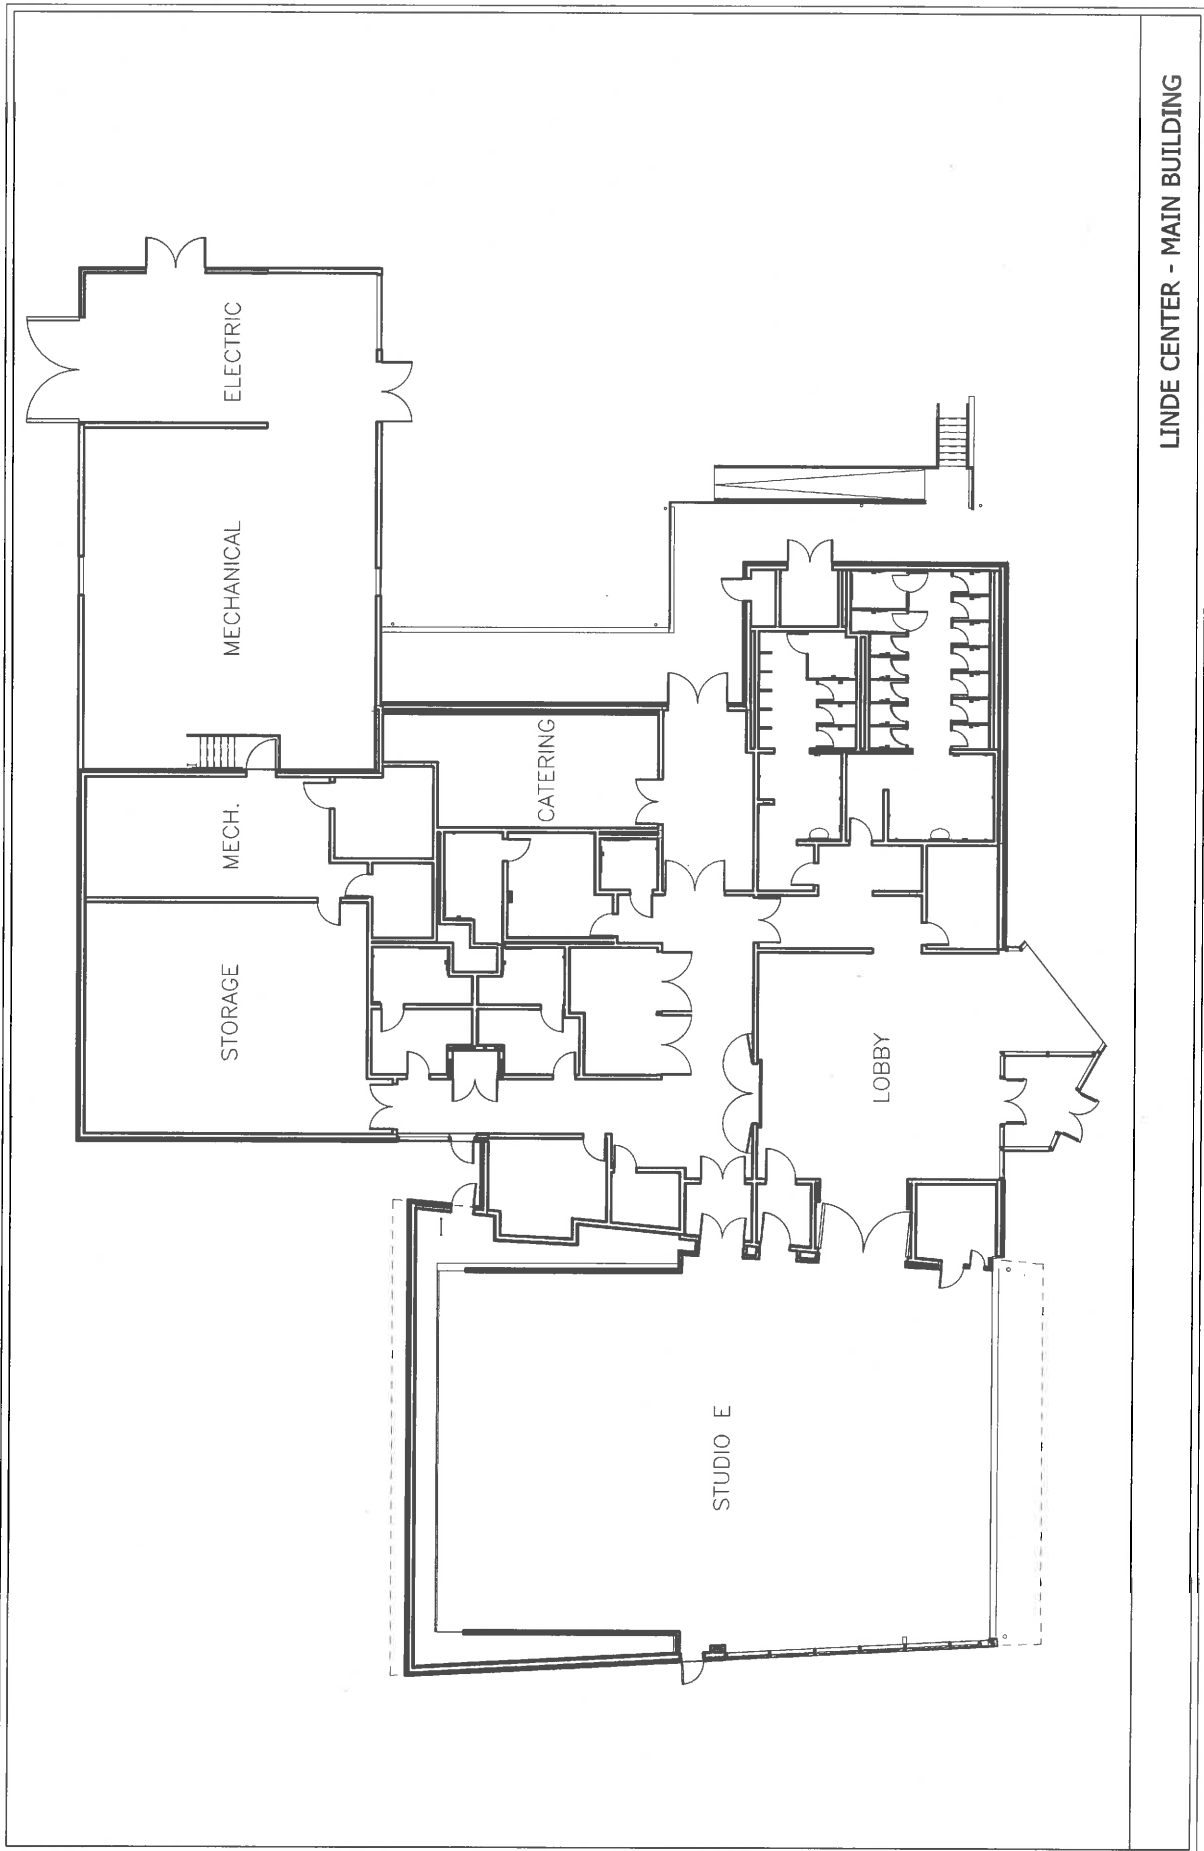 ELECTRIC
MECHANICAL
MECH.
STORAGE
CATERING
LOBBY
STUDIO E
LINDE CENTER - MAIN BUILDING